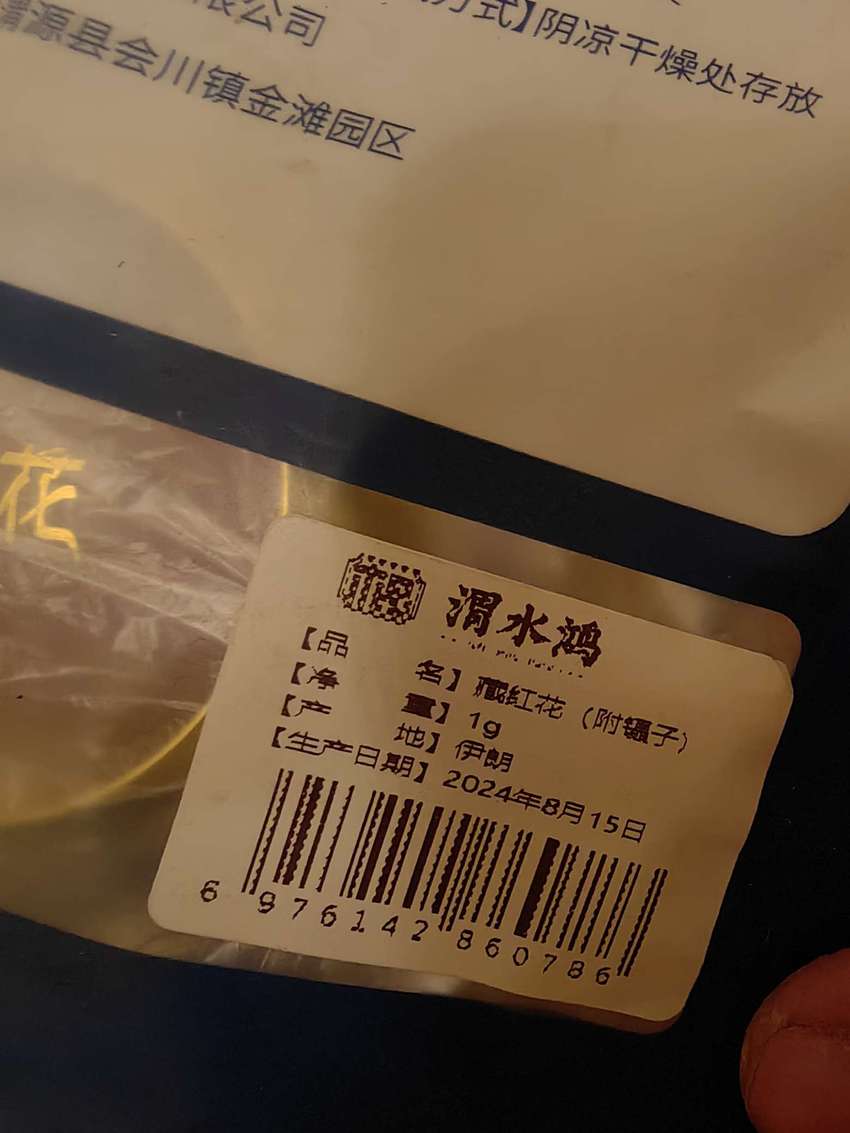 方式】阴凉干燥处存放
限公司
渭源县会川镇金滩园区
花
渭水鸿
【品名】藏红花（附镊子）
【净重】1g
【产地】伊朗
【生产日期】2024年8月15日
6 976142 860786